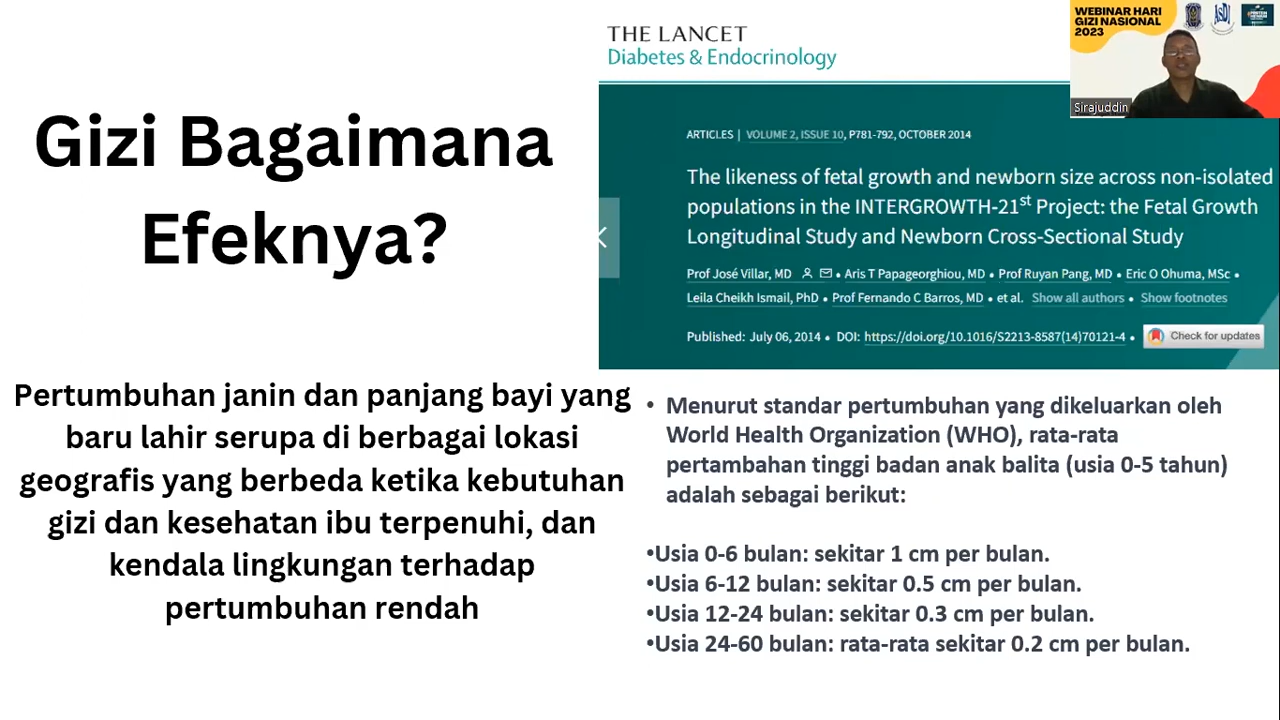 Gizi Bagaimana
Efeknya?
Pertumbuhan janin dan panjang bayi yang
baru lahir serupa di berbagai lokasi
geografis yang berbeda ketika kebutuhan
gizi dan kesehatan ibu terpenuhi, dan
kendala lingkungan terhadap
pertumbuhan rendah
THE LANCET
Diabetes & Endocrinology
ARTICLES | VOLUME 2, ISSUE 10, P781-792, OCTOBER 2014
The likeness of fetal growth and newborn size across non-isolated
populations in the INTERGROWTH-21st Project: the Fetal Growth
Longitudinal Study and Newborn Cross-Sectional Study
Prof José Villar, MD • Aris T Papageorghiou, MD • Prof Ruyan Pang, MD • Eric O Ohuma, MSc •
Leila Cheikh Ismail, PhD • Prof Fernando C Barros, MD • et al. Show all authors • Show footnotes
Published: July 06, 2014 • DOI: https://doi.org/10.1016/S2213-8587(14)70121-4 •
Check for updates
• Menurut standar pertumbuhan yang dikeluarkan oleh
World Health Organization (WHO), rata-rata
pertambahan tinggi badan anak balita (usia 0-5 tahun)
adalah sebagai berikut:
•Usia 0-6 bulan: sekitar 1 cm per bulan.
•Usia 6-12 bulan: sekitar 0.5 cm per bulan.
•Usia 12-24 bulan: sekitar 0.3 cm per bulan.
•Usia 24-60 bulan: rata-rata sekitar 0.2 cm per bulan.
WEBINAR HARI
GIZI NASIONAL
2023
Sirajuddin